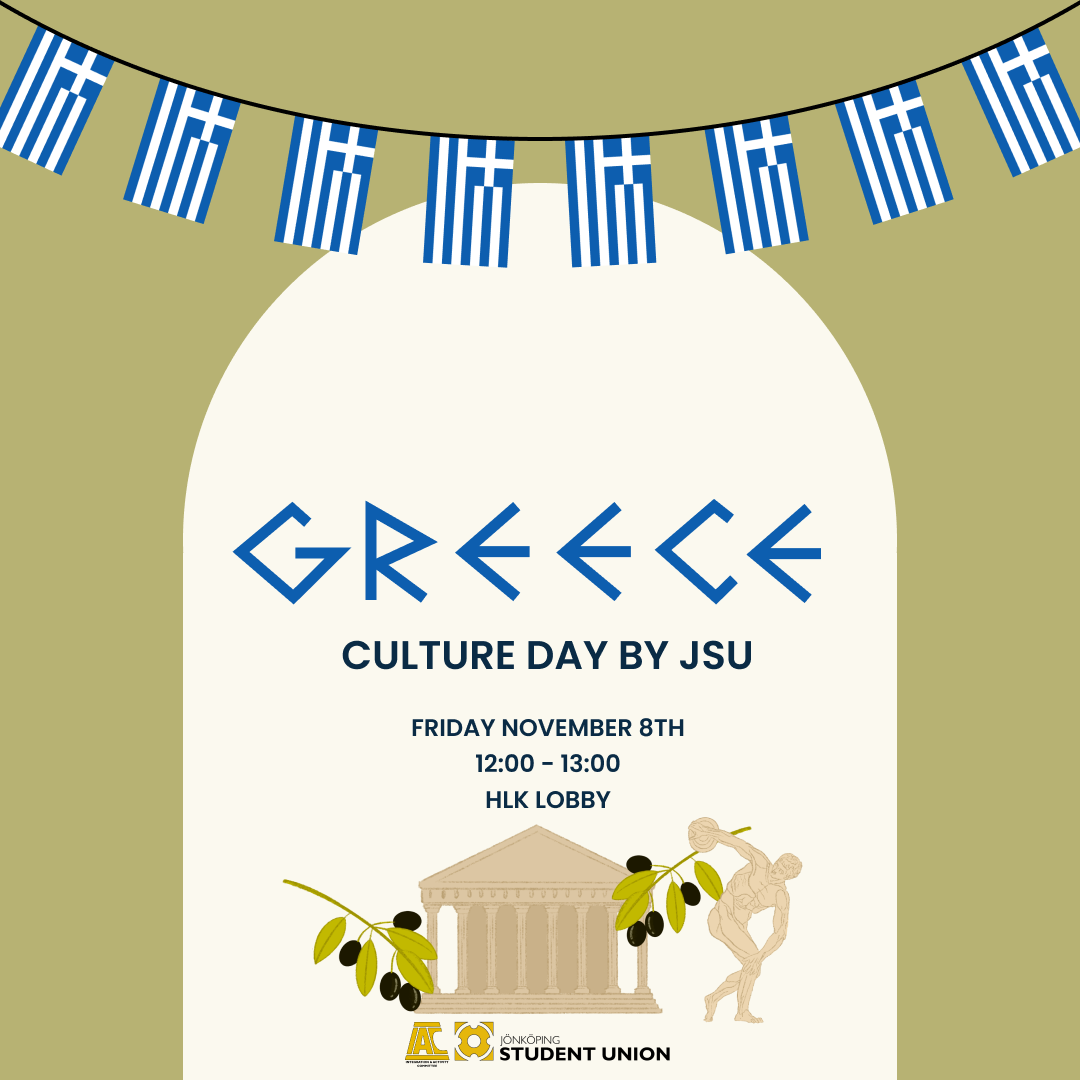 GREECE
CULTURE DAY BY JSU
FRIDAY NOVEMBER 8TH
12:00 - 13:00
HLK LOBBY
IAC
INTEGRATION & ACTIVITY
COMMITTEE
JÖNKÖPING
STUDENT UNION